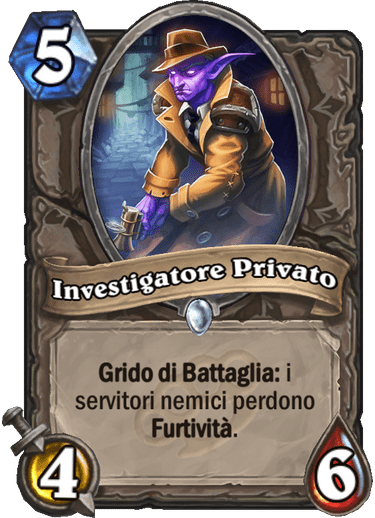 5
Investigatore Privato
Grido di Battaglia: i
servitori nemici perdono
Furtività.
4
6